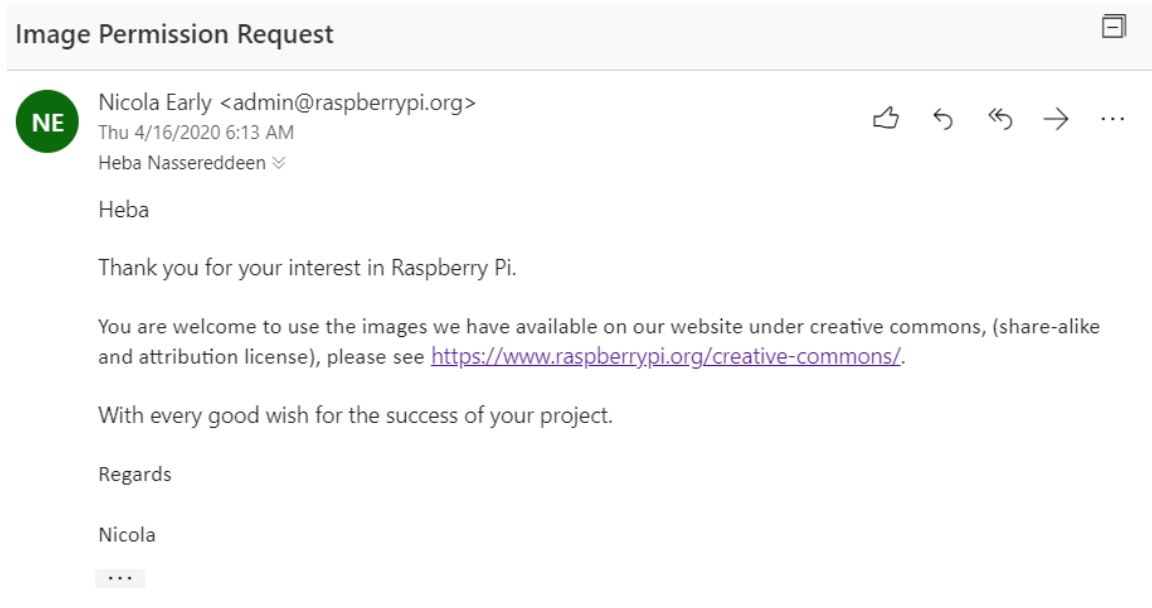 Image Permission Request
NE
Nicola Early <admin@raspberrypi.org>
Thu 4/16/2020 6:13 AM
Heba Nassereddeen
Heba
Thank you for your interest in Raspberry Pi.
You are welcome to use the images we have available on our website under creative commons, (share-alike
and attribution license), please see https://www.raspberrypi.org/creative-commons/.
With every good wish for the success of your project.
Regards
Nicola
...